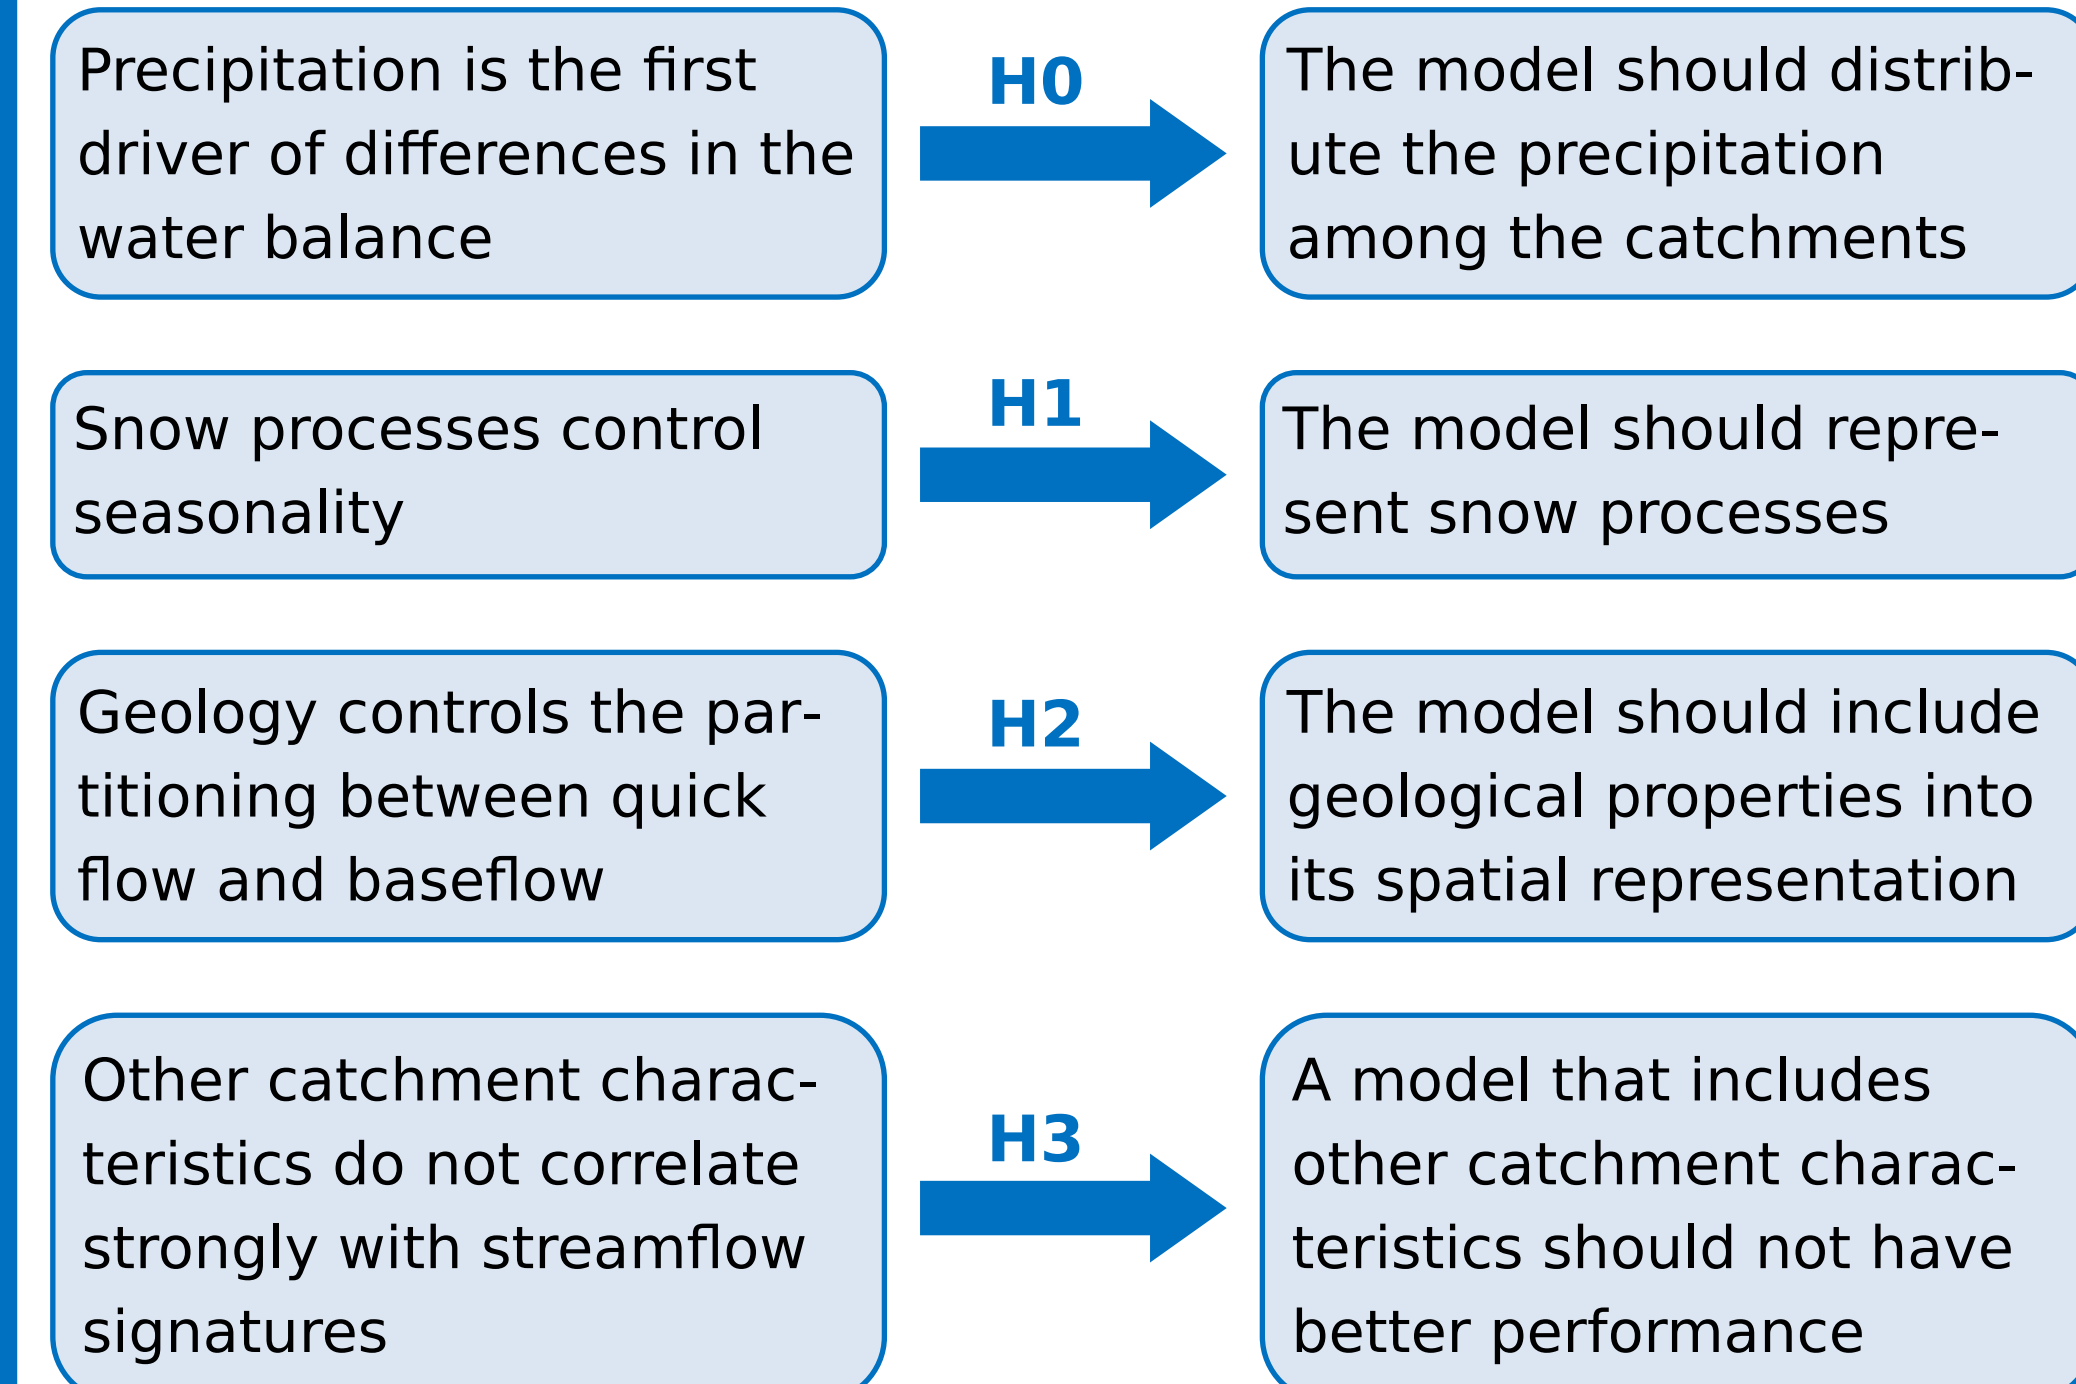 Precipitation is the first
driver of differences in the
water balance
H0
The model should distrib-
ute the precipitation
among the catchments
Snow processes control
seasonality
H1
The model should repre-
sent snow processes
Geology controls the par-
titioning between quick
flow and baseflow
H2
The model should include
geological properties into
its spatial representation
Other catchment charac-
teristics do not correlate
strongly with streamflow
signatures
H3
A model that includes
other catchment charac-
teristics should not have
better performance